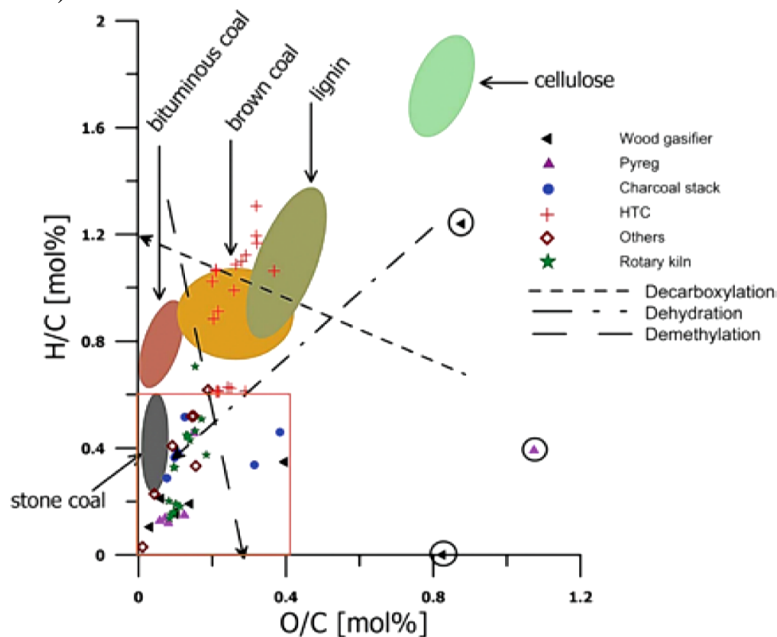 2
1.6
1.2
0.8
0.4
0
H/C [mol%]
bituminous coal
brown coal
lignin
cellulose
stone coal
Wood gasifier
Pyreg
Charcoal stack
HTC
Others
Rotary kiln
Decarboxylation
Dehydration
Demethylation
0
0.4
0.8
1.2
O/C [mol%]